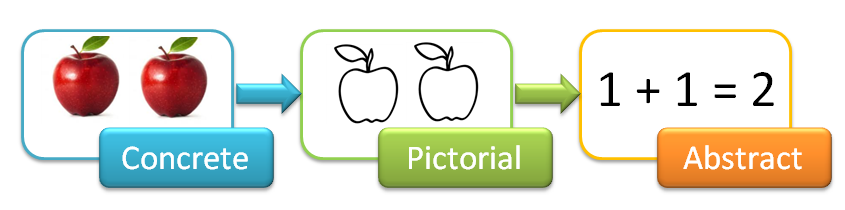 1 + 1 = 2
Concrete
Pictorial
Abstract